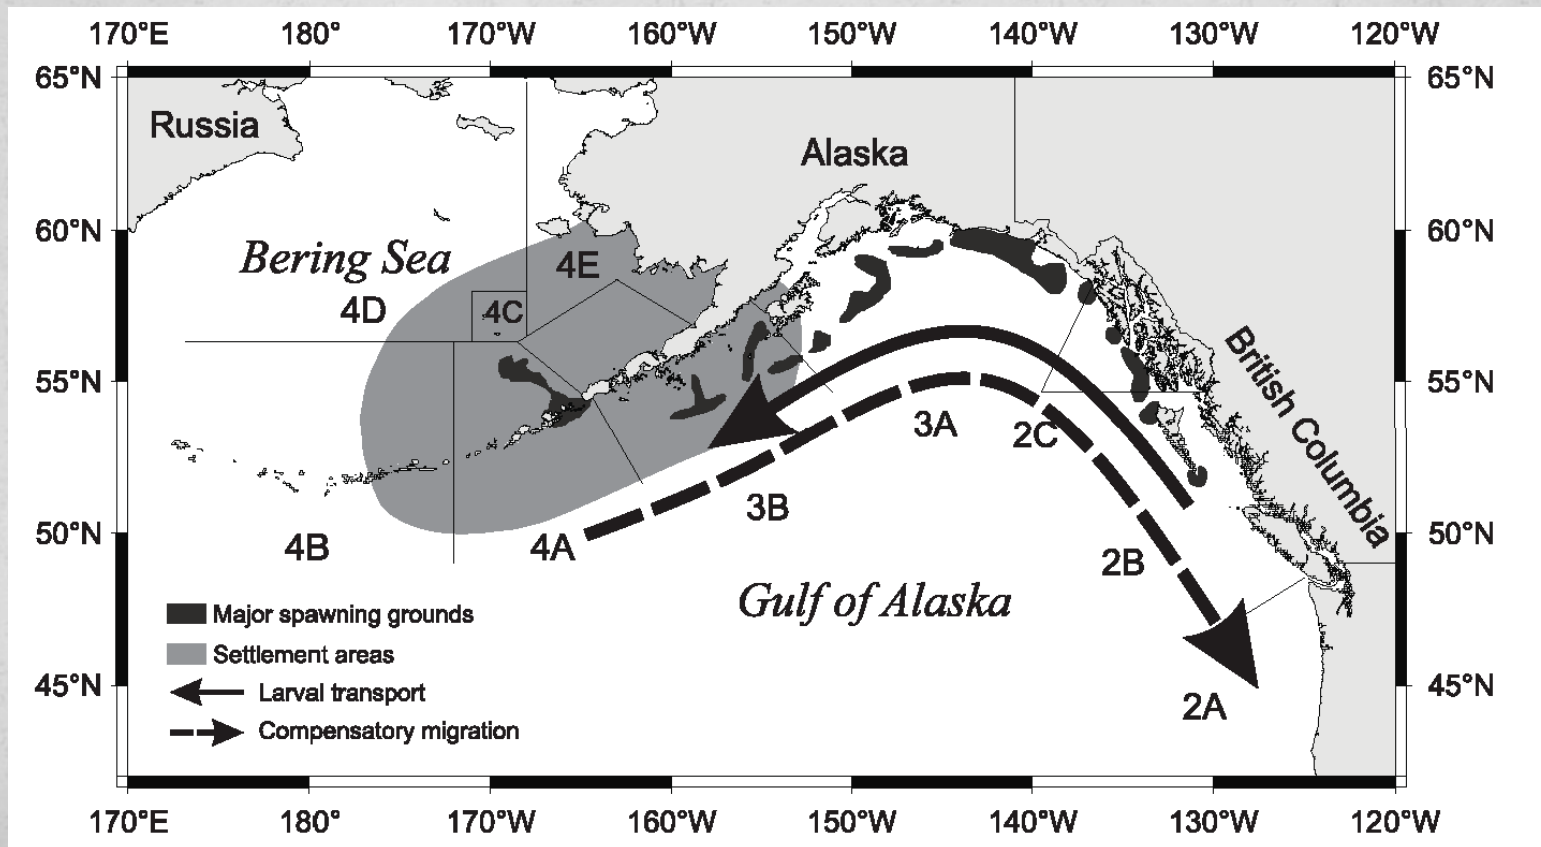 170°E 180° 170°W 160°W 150°W 140°W 130°W 120°W
65°N 65°N
Russia
Alaska
60°N 60°N
Bering Sea
4E
4D
4C
British Columbia
55°N 55°N
3A
2C
3B
50°N 50°N
4B
4A
2B
Gulf of Alaska
Major spawning grounds
Settlement areas
45°N 45°N
Larval transport
2A
Compensatory migration
170°E 180° 170°W 160°W 150°W 140°W 130°W 120°W